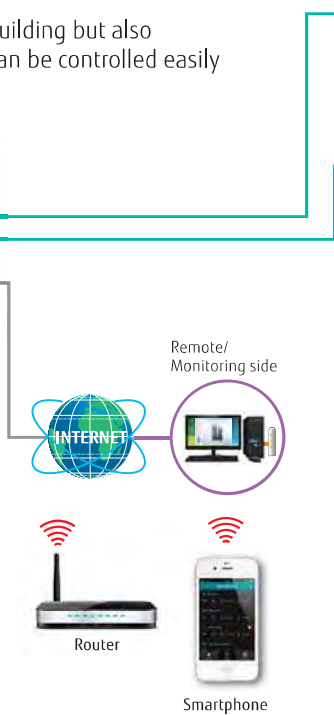 uilding but also
an be controlled easily
Remote/
Monitoring side
INTERNET
Router
Smartphone